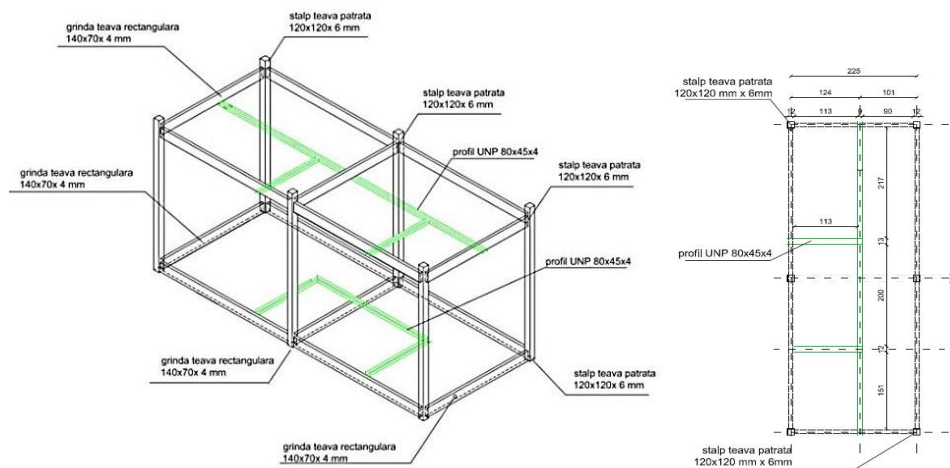 grinda teava rectangulara
140x70x 4 mm
stalp teava patrata
120x120x 6 mm
stalp teava patrata
120x120x 6 mm
profil UNP 80x45x4
stalp teava patrata
120x120x 6 mm
grinda teava rectangulara
140x70x 4 mm
profil UNP 80x45x4
grinda teava rectangulara
140x70x 4 mm
stalp teava patrata
120x120x 6 mm
grinda teava rectangulara
140x70x 4 mm
225
stalp teava patrata
120x120 mm x 6mm
124 101
12 113 9 90 12
217
113
profil UNP 80x45x4
13
200
12
151
stalp teava patrata
120x120 mm x 6mm